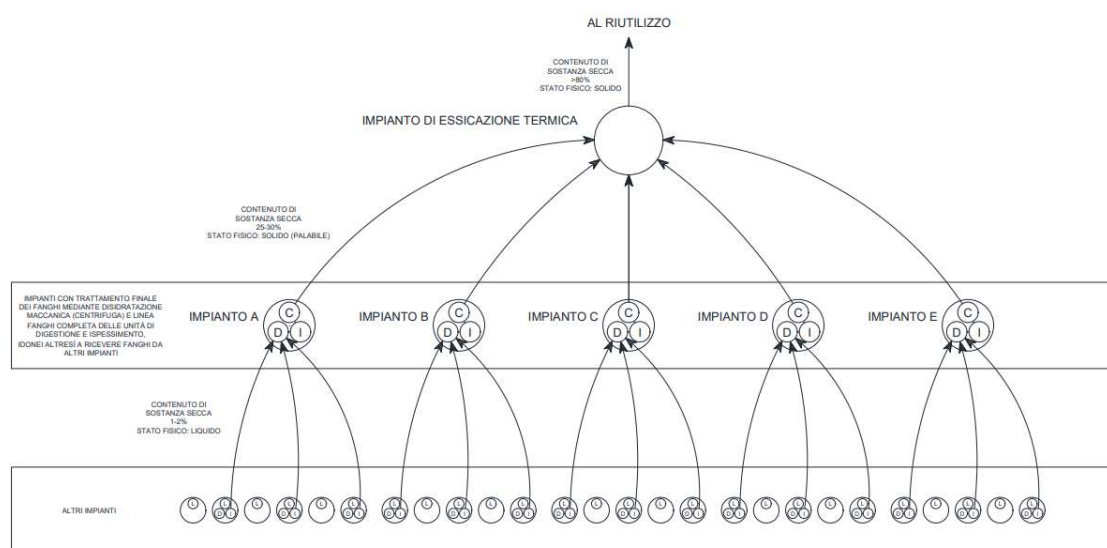 AL RIUTILIZZO
CONTENUTO DI
SOSTANZA SECCA
>80%
STATO FISICO: SOLIDO
IMPIANTO DI ESSICAZIONE TERMICA
CONTENUTO DI
SOSTANZA SECCA
25-30%
STATO FISICO: SOLIDO (PALABILE)
IMPIANTI CON TRATTAMENTO FINALE
DEI FANGHI MEDIANTE DISIDRATAZIONE
MACCANICA (CENTRIFUGA) E LINEA
FANGHI COMPLETA DELLE UNITÀ DI
DIGESTIONE E ISPESSIMENTO,
IDONEI ALTRESÌ A RICEVERE FANGHI DA
ALTRI IMPIANTI
IMPIANTO A
C
D I
IMPIANTO B
C
D I
IMPIANTO C
C
D I
IMPIANTO D
C
D I
IMPIANTO E
C
D I
CONTENUTO DI
SOSTANZA SECCA
1-2%
STATO FISICO: LIQUIDO
ALTRI IMPIANTI
L L L L L L L L L L L L L L L L L L L L L L L L L L
D I D I D I D I D I D I D I D I D I D I D I D I D I D I D I